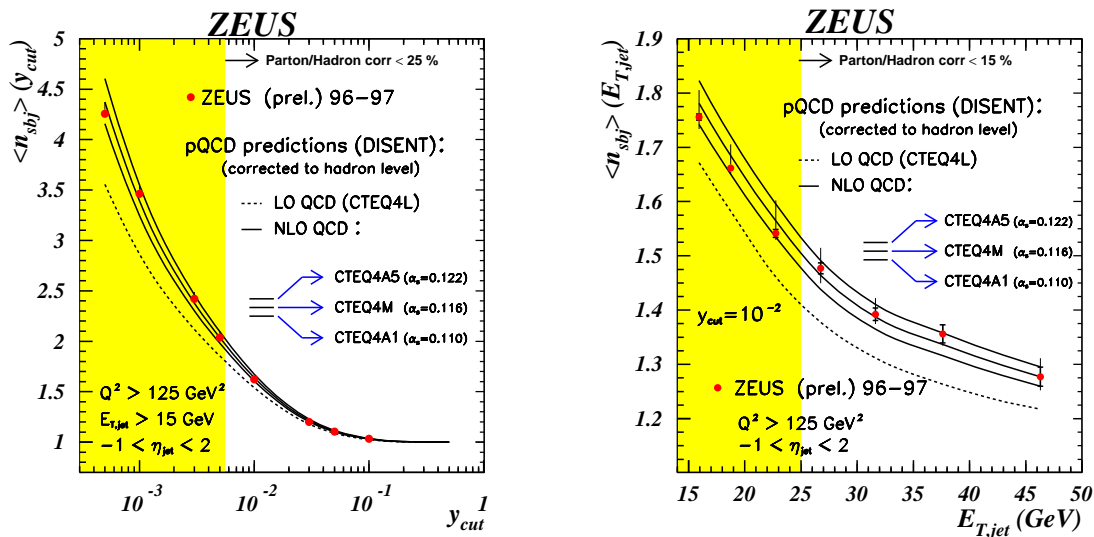 ZEUS
<n_sbj> (y_cut)
5
4.5
4
3.5
3
2.5
2
1.5
1
Parton/Hadron corr < 25 %
ZEUS (prel.) 96−97
pQCD predictions (DISENT):
(corrected to hadron level)
LO QCD (CTEQ4L)
NLO QCD :
CTEQ4A5 (α_s=0.122)
CTEQ4M (α_s=0.116)
CTEQ4A1 (α_s=0.110)
Q² > 125 GeV²
E_T,jet > 15 GeV
−1 < η_jet < 2
10⁻³ 10⁻² 10⁻¹ 1
y_cut
ZEUS
<n_sbj> (E_T,jet)
1.9
1.8
1.7
1.6
1.5
1.4
1.3
1.2
Parton/Hadron corr < 15 %
pQCD predictions (DISENT):
(corrected to hadron level)
LO QCD (CTEQ4L)
NLO QCD:
CTEQ4A5 (α_s=0.122)
CTEQ4M (α_s=0.116)
CTEQ4A1 (α_s=0.110)
y_cut=10⁻²
ZEUS (prel.) 96−97
Q² > 125 GeV²
−1 < η_jet < 2
15 20 25 30 35 40 45 50
E_T,jet (GeV)